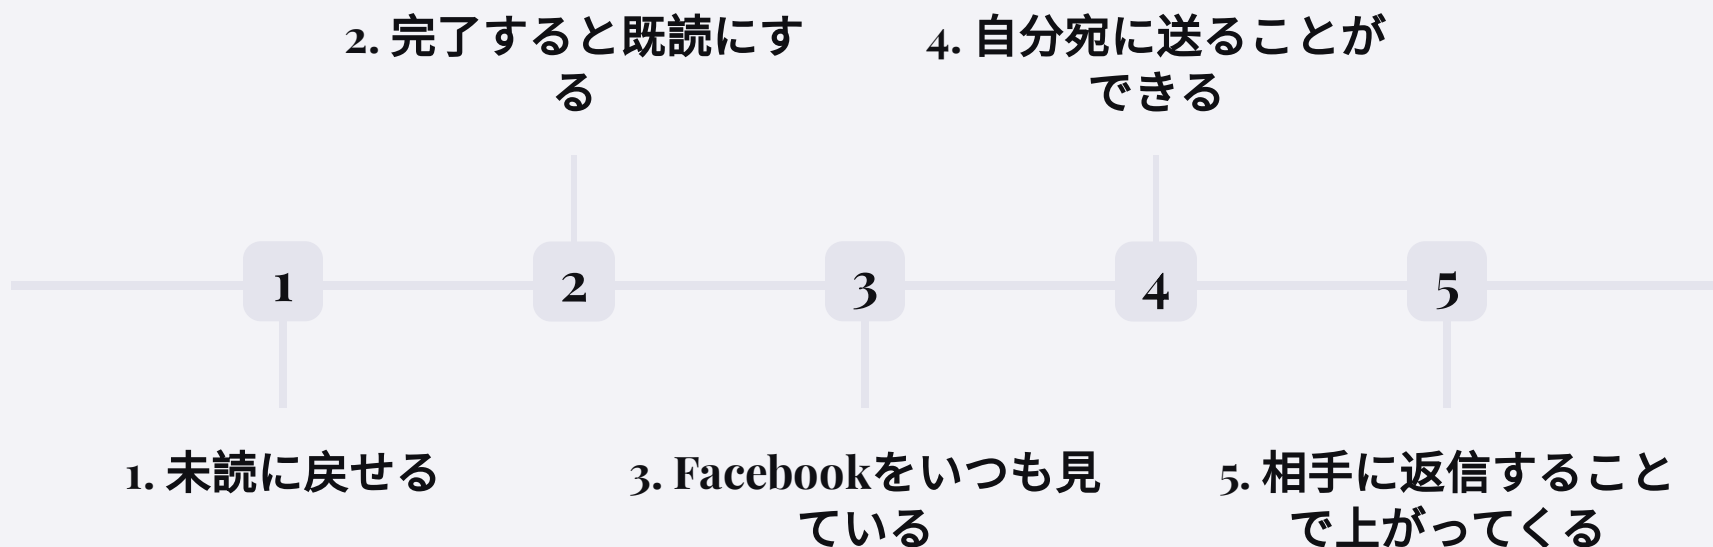 2. 完了すると既読にす
る
4. 自分宛に送ることが
できる
1
2
3
4
5
1. 未読に戻せる
3. Facebookをいつも見
ている
5. 相手に返信すること
で上がってくる